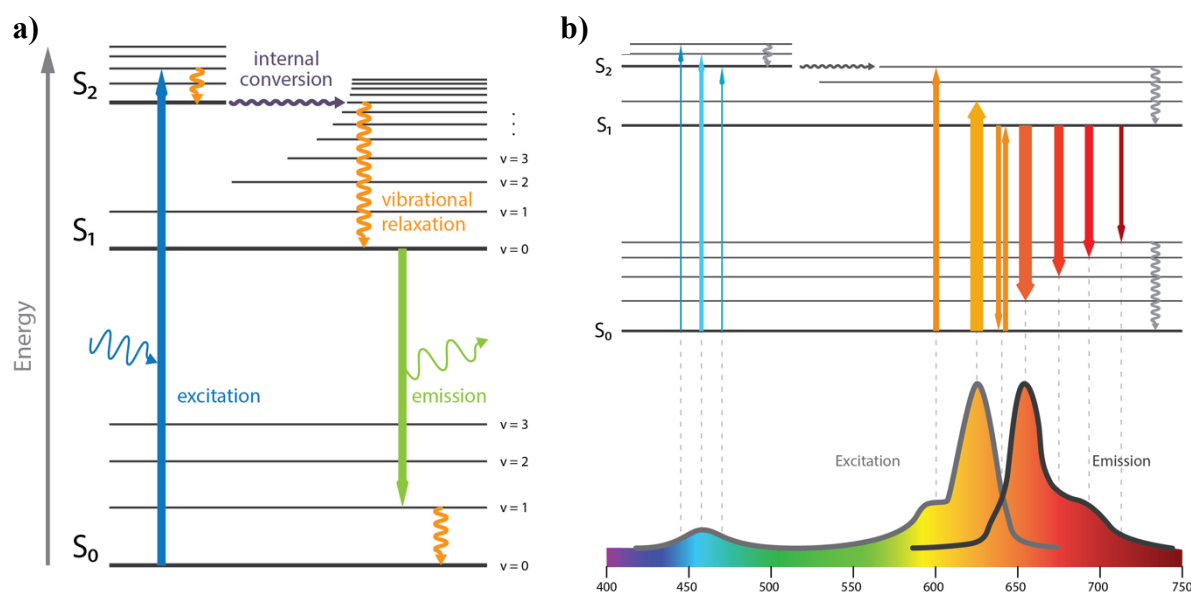 a)
Energy
S₂
internal
conversion
.
.
.
v = 3
v = 2
vibrational
relaxation
v = 1
S₁
v = 0
excitation
emission
v = 3
v = 2
v = 1
S₀
v = 0
b)
S₂
S₁
S₀
Excitation
Emission
400 450 500 550 600 650 700 750